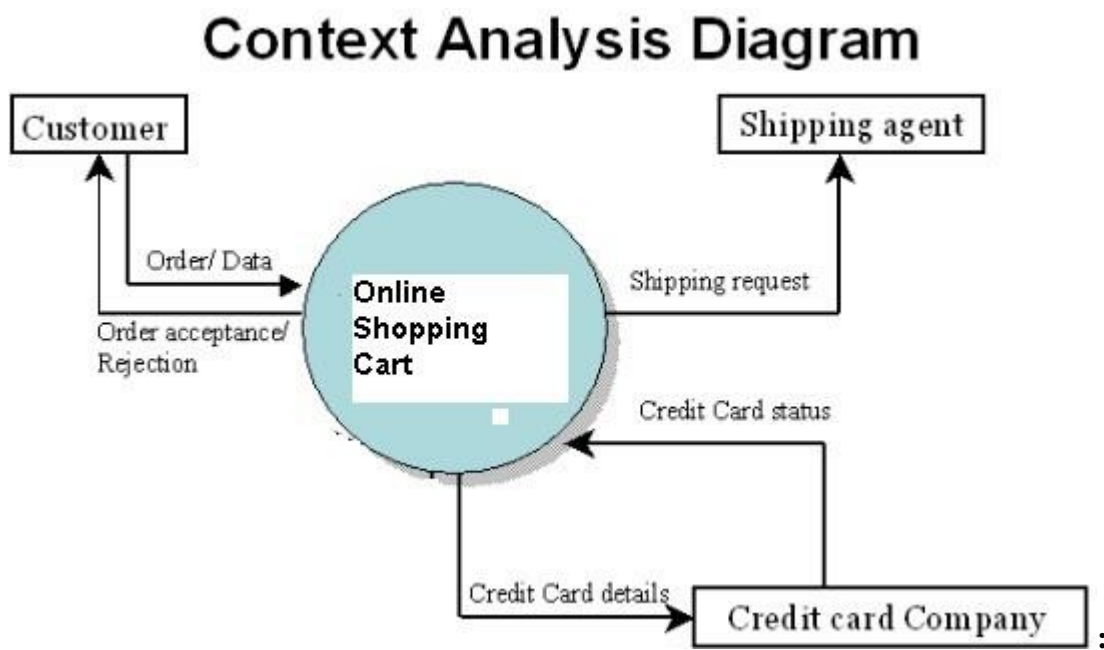 Context Analysis Diagram
Customer
Shipping agent
Order/ Data
Shipping request
Online
Shopping
Cart
Order acceptance/
Rejection
Credit Card status
Credit Card details
Credit card Company :